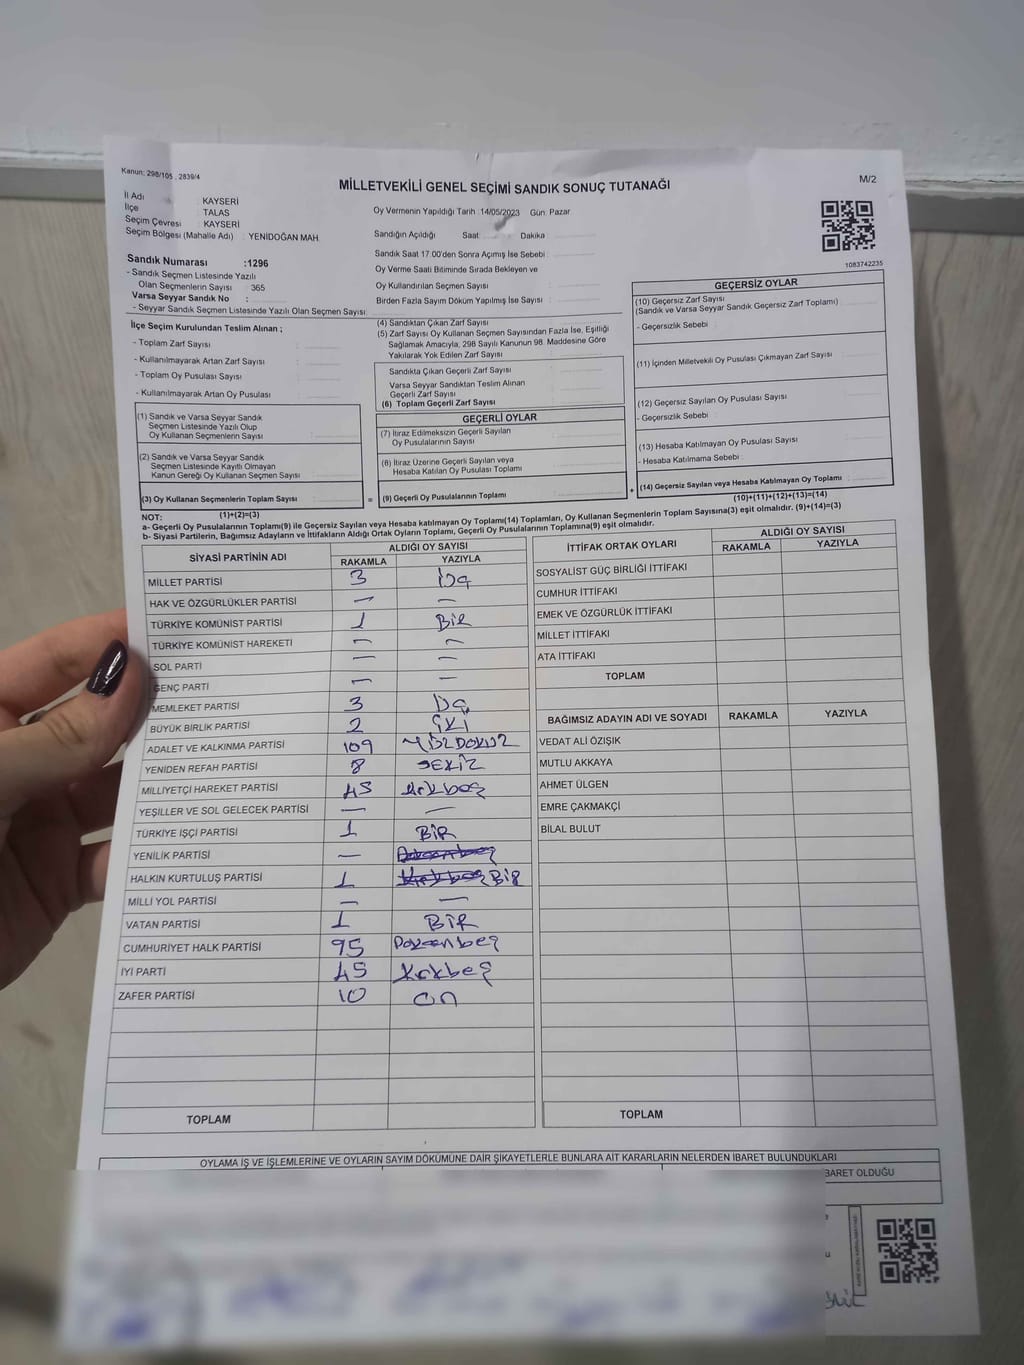 Kanun: 298/105 , 2839/4
MİLLETVEKİLİ GENEL SEÇİMİ SANDIK SONUÇ TUTANAĞI
M/2
İl Adı : KAYSERİ
İlçe : TALAS
Seçim Çevresi : KAYSERİ
Seçim Bölgesi (Mahalle Adı) : YENİDOĞAN MAH.
Oy Vermenin Yapıldığı Tarih :14/05/2023 Gün: Pazar
Sandığın Açıldığı Saat: Dakika
1083742235
Sandık Numarası :1296
- Sandık Seçmen Listesinde Yazılı
Olan Seçmenlerin Sayısı : 365
Varsa Seyyar Sandık No :
- Seyyar Sandık Seçmen Listesinde Yazılı Olan Seçmen Sayısı
Sandık Saat 17:00'den Sonra Açımış İse Sebebi :
Oy Verme Saati Bitiminde Sırada Bekleyen ve
Oy Kullandırılan Seçmen Sayısı
Birden Fazla Sayım Döküm Yapılmış İse Sayısı :
İlçe Seçim Kurulundan Teslim Alınan ;
- Toplam Zarf Sayısı :
- Kullanılmayarak Artan Zarf Sayısı :
- Toplam Oy Pusulası Sayısı :
- Kullanılmayarak Artan Oy Pusulası :
(4) Sandıktan Çıkan Zarf Sayısı
(5) Zarf Sayısı Oy Kullanan Seçmen Sayısından Fazla İse, Eşitliği
Sağlamak Amacıyla, 298 Sayılı Kanunun 98. Maddesine Göre
Yakılarak Yok Edilen Zarf Sayısı :
Sandıkta Çıkan Geçerli Zarf Sayısı :
Varsa Seyyar Sandıktan Teslim Alınan
Geçerli Zarf Sayısı :
(6) Toplam Geçerli Zarf Sayısı :
GEÇERSİZ OYLAR
(10) Geçersiz Zarf Sayısı
(Sandık ve Varsa Seyyar Sandık Geçersiz Zarf Toplamı) :
- Geçersizlik Sebebi :
(11) İçinden Milletvekili Oy Pusulası Çıkmayan Zarf Sayısı
(12) Geçersiz Sayılan Oy Pusulası Sayısı :
- Geçersizlik Sebebi :
(13) Hesaba Katılmayan Oy Pusulası Sayısı :
- Hesaba Katılmama Sebebi :
(14) Geçersiz Sayılan veya Hesaba Katılmayan Oy Toplamı :
(10)+(11)+(12)+(13)=(14)
(1) Sandık ve Varsa Seyyar Sandık
Seçmen Listesinde Yazılı Olup
Oy Kullanan Seçmenlerin Sayısı :
(2) Sandık ve Varsa Seyyar Sandık
Seçmen Listesinde Kayıtlı Olmayan
Kanun Gereği Oy Kullanan Seçmen Sayısı :
(3) Oy Kullanan Seçmenlerin Toplam Sayısı : =
GEÇERLİ OYLAR
(7) İtiraz Edilmeksizin Geçerli Sayılan
Oy Pusulalarının Sayısı :
(8) İtiraz Üzerine Geçerli Sayılan veya
Hesaba Katılan Oy Pusulası Toplamı :
(9) Geçerli Oy Pusulalarının Toplamı : +
NOT: (1)+(2)=(3)
a- Geçerli Oy Pusulalarının Toplamı(9) ile Geçersiz Sayılan veya Hesaba katılmayan Oy Toplamı(14) Toplamları, Oy Kullanan Seçmenlerin Toplam Sayısına(3) eşit olmalıdır. (9)+(14)=(3)
b- Siyasi Partilerin, Bağımsız Adayların ve İttifakların Aldığı Ortak Oyların Toplamı, Geçerli Oy Pusulalarının Toplamına(9) eşit olmalıdır.
SİYASİ PARTİNİN ADI ALDIĞI OY SAYISI
RAKAMLA YAZIYLA
MİLLET PARTİSİ 3 Üç
HAK VE ÖZGÜRLÜKLER PARTİSİ — —
TÜRKİYE KOMÜNİST PARTİSİ 1 BİR
TÜRKİYE KOMÜNİST HAREKETİ — —
SOL PARTİ — —
GENÇ PARTİ — —
MEMLEKET PARTİSİ 3 Üç
BÜYÜK BİRLİK PARTİSİ 2 İKİ
ADALET VE KALKINMA PARTİSİ 109 YÜZDOKUZ
YENİDEN REFAH PARTİSİ 8 SEKİZ
MİLLİYETÇİ HAREKET PARTİSİ 45 Kırkbeş
YEŞİLLER VE SOL GELECEK PARTİSİ — —
TÜRKİYE İŞÇİ PARTİSİ 1 BİR
YENİLİK PARTİSİ —
HALKIN KURTULUŞ PARTİSİ 1 BİR
MİLLİ YOL PARTİSİ — —
VATAN PARTİSİ 1 BİR
CUMHURİYET HALK PARTİSİ 95 Doksanbeş
İYİ PARTİ 45 Kırkbeş
ZAFER PARTİSİ 10 On
TOPLAM
İTTİFAK ORTAK OYLARI ALDIĞI OY SAYISI
RAKAMLA YAZIYLA
SOSYALİST GÜÇ BİRLİĞİ İTTİFAKI
CUMHUR İTTİFAKI
EMEK VE ÖZGÜRLÜK İTTİFAKI
MİLLET İTTİFAKI
ATA İTTİFAKI
TOPLAM
BAĞIMSIZ ADAYIN ADI VE SOYADI RAKAMLA YAZIYLA
VEDAT ALİ ÖZIŞIK
MUTLU AKKAYA
AHMET ÜLGEN
EMRE ÇAKMAKÇİ
BİLAL BULUT
TOPLAM
OYLAMA İŞ VE İŞLEMLERİNE VE OYLARIN SAYIM DÖKÜMÜNE DAİR ŞİKAYETLERLE BUNLARA AİT KARARLARIN NELERDEN İBARET BULUNDUKLARI
BARET OLDUĞU